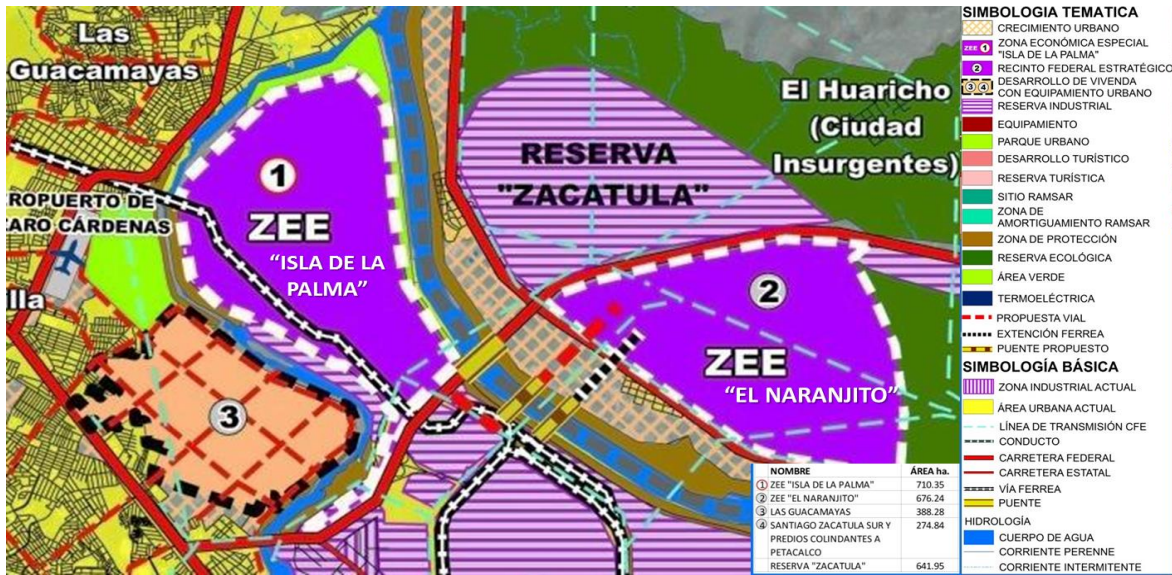 Las
Guacamayas
1
ZEE
"ISLA DE LA
PALMA"
ROPUERTO DE
ARO CÁRDENAS
lla
3
RESERVA
"ZACATULA"
El Huaricho
(Ciudad
Insurgentes)
2
ZEE
"EL NARANJITO"
NOMBRE ÁREA ha.
1 ZEE "ISLA DE LA PALMA" 710.35
2 ZEE "EL NARANJITO" 676.24
3 LAS GUACAMAYAS 388.28
4 SANTIAGO ZACATULA SUR Y 274.84
PREDIOS COLINDANTES A
PETACALCO
RESERVA "ZACATULA" 641.95
SIMBOLOGIA TEMATICA
CRECIMIENTO URBANO
ZEE 1 ZONA ECONÓMICA ESPECIAL
"ISLA DE LA PALMA"
2 RECINTO FEDERAL ESTRATÉGICO
3 4 DESARROLLO DE VIVENDA
CON EQUIPAMIENTO URBANO
RESERVA INDUSTRIAL
EQUIPAMIENTO
PARQUE URBANO
DESARROLLO TURÍSTICO
RESERVA TURÍSTICA
SITIO RAMSAR
ZONA DE
AMORTIGUAMIENTO RAMSAR
ZONA DE PROTECCIÓN
RESERVA ECOLÓGICA
ÁREA VERDE
TERMOELÉCTRICA
PROPUESTA VIAL
EXTENCIÓN FERREA
PUENTE PROPUESTO
SIMBOLOGÍA BÁSICA
ZONA INDUSTRIAL ACTUAL
ÁREA URBANA ACTUAL
LÍNEA DE TRANSMISIÓN CFE
CONDUCTO
CARRETERA FEDERAL
CARRETERA ESTATAL
VÍA FERREA
PUENTE
HIDROLOGÍA
CUERPO DE AGUA
CORRIENTE PERENNE
CORRIENTE INTERMITENTE